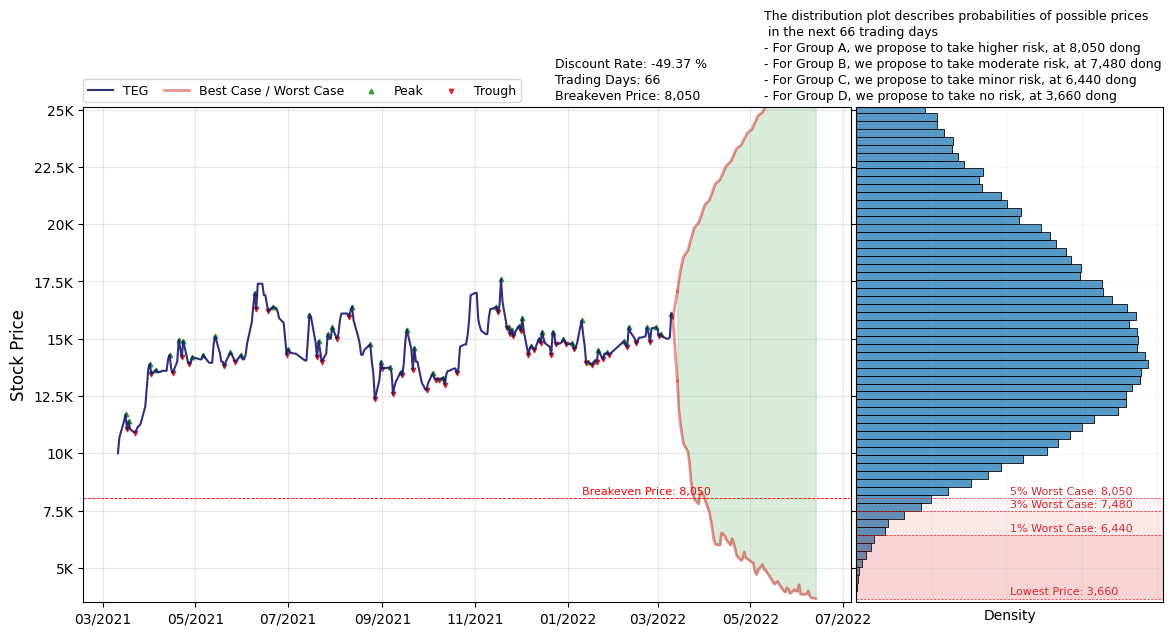 The distribution plot describes probabilities of possible prices
in the next 66 trading days
- For Group A, we propose to take higher risk, at 8,050 dong
- For Group B, we propose to take moderate risk, at 7,480 dong
- For Group C, we propose to take minor risk, at 6,440 dong
- For Group D, we propose to take no risk, at 3,660 dong
Discount Rate: -49.37 %
Trading Days: 66
Breakeven Price: 8,050
TEG
Best Case / Worst Case
Peak
Trough
Stock Price
25K
22.5K
20K
17.5K
15K
12.5K
10K
7.5K
5K
Breakeven Price: 8,050
03/2021
05/2021
07/2021
09/2021
11/2021
01/2022
03/2022
05/2022
07/2022
5% Worst Case: 8,050
3% Worst Case: 7,480
1% Worst Case: 6,440
Lowest Price: 3,660
Density